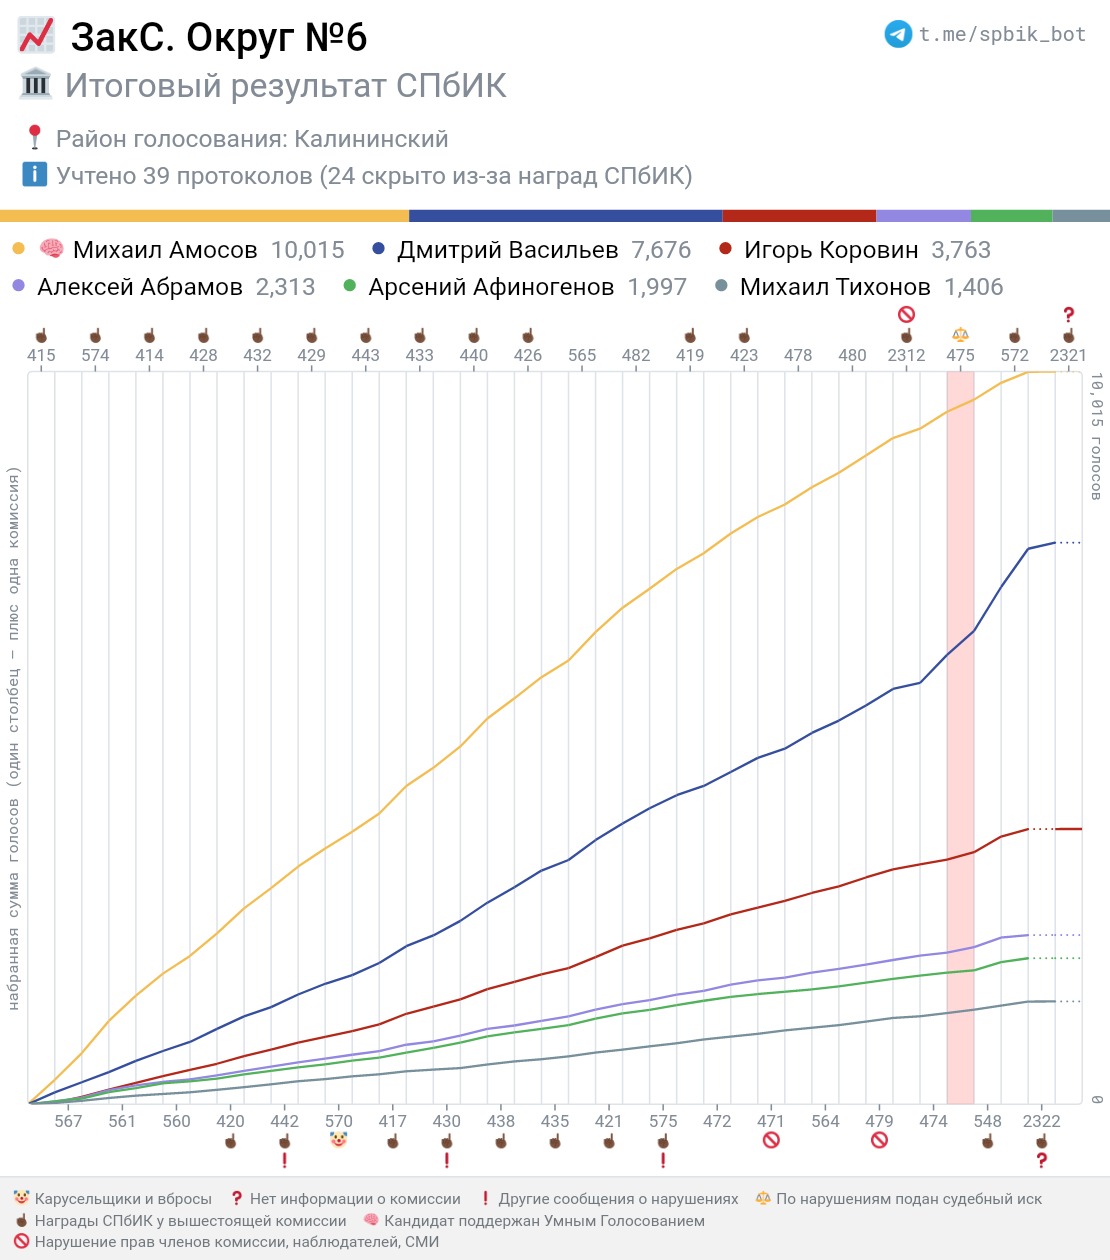 ЗакС. Округ №6
t.me/spbik_bot
Итоговый результат СПбИК
Район голосования: Калининский
Учтено 39 протоколов (24 скрыто из-за наград СПбИК)
Михаил Амосов 10,015 Дмитрий Васильев 7,676 Игорь Коровин 3,763
Алексей Абрамов 2,313 Арсений Афиногенов 1,997 Михаил Тихонов 1,406
415 574 414 428 432 429 443 433 440 426 565 482 419 423 478 480 2312 475 572 2321
10,015 голосов
набранная сумма голосов (один столбец — плюс одна комиссия)
0
567 561 560 420 442 570 417 430 438 435 421 575 472 471 564 479 474 548 2322
Карусельщики и вбросы ? Нет информации о комиссии ! Другие сообщения о нарушениях По нарушениям подан судебный иск
Награды СПбИК у вышестоящей комиссии Кандидат поддержан Умным Голосованием
Нарушение прав членов комиссии, наблюдателей, СМИ